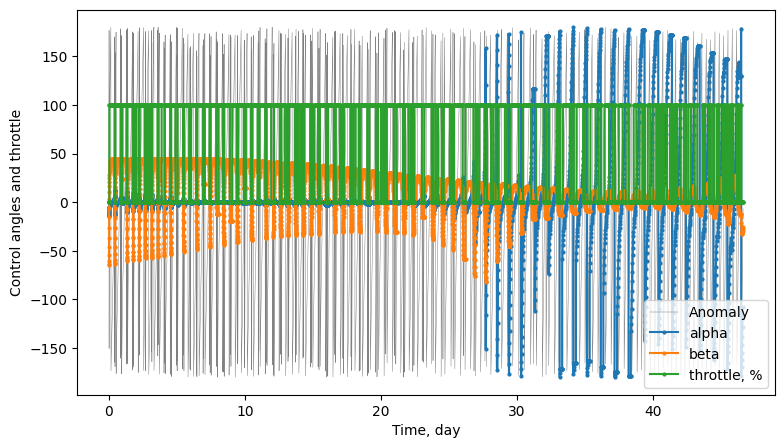 150
100
50
0
−50
−100
−150
Control angles and throttle
0
10
20
30
40
Time, day
Anomaly
alpha
beta
throttle, %